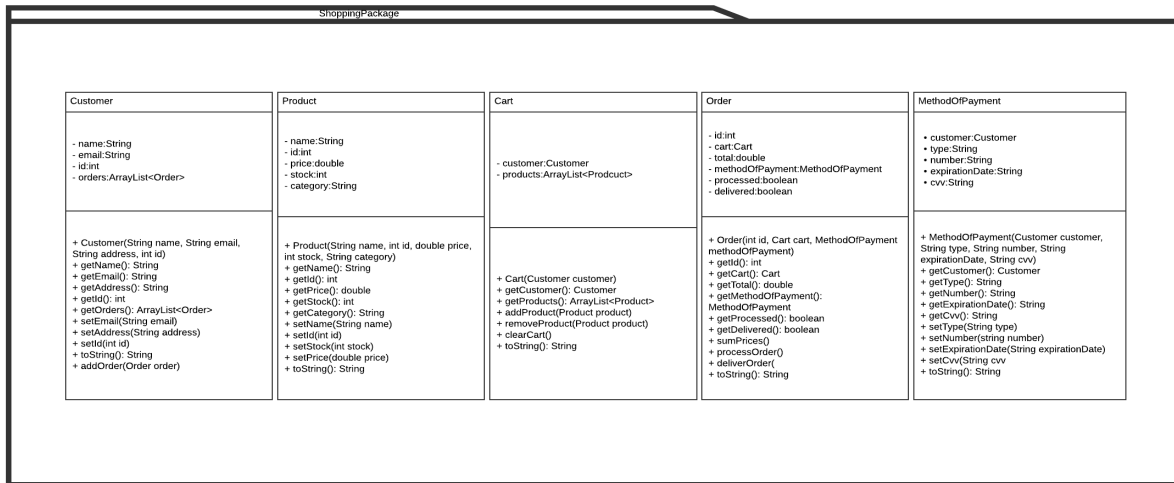 ShoppingPackage
Customer
- name:String
- email:String
- id:int
- orders:ArrayList<Order>
+ Customer(String name, String email,
String address, int id)
+ getName(): String
+ getEmail(): String
+ getAddress(): String
+ getId(): int
+ getOrders(): ArrayList<Order>
+ setEmail(String email)
+ setAddress(String address)
+ setId(int id)
+ toString(): String
+ addOrder(Order order)
Product
- name:String
- id:int
- price:double
- stock:int
- category:String
+ Product(String name, int id, double price,
int stock, String category)
+ getName(): String
+ getId(): int
+ getPrice(): double
+ getStock(): int
+ getCategory(): String
+ setName(String name)
+ setId(int id)
+ setStock(int stock)
+ setPrice(double price)
+ toString(): String
Cart
- customer:Customer
- products:ArrayList<Prodcuct>
+ Cart(Customer customer)
+ getCustomer(): Customer
+ getProducts(): ArrayList<Product>
+ addProduct(Product product)
+ removeProduct(Product product)
+ clearCart()
+ toString(): String
Order
- id:int
- cart:Cart
- total:double
- methodOfPayment:MethodOfPayment
- processed:boolean
- delivered:boolean
+ Order(int id, Cart cart, MethodOfPayment
methodOfPayment)
+ getId(): int
+ getCart(): Cart
+ getTotal(): double
+ getMethodOfPayment():
MethodOfPayment
+ getProcessed(): boolean
+ getDelivered(): boolean
+ sumPrices()
+ processOrder()
+ deliverOrder(
+ toString(): String
MethodOfPayment
• customer:Customer
• type:String
• number:String
• expirationDate:String
• cvv:String
+ MethodOfPayment(Customer customer,
String type, String number, String
expirationDate, String cvv)
+ getCustomer(): Customer
+ getType(): String
+ getNumber(): String
+ getExpirationDate(): String
+ getCvv(): String
+ setType(String type)
+ setNumber(string number)
+ setExpirationDate(String expirationDate)
+ setCvv(String cvv
+ toString(): String